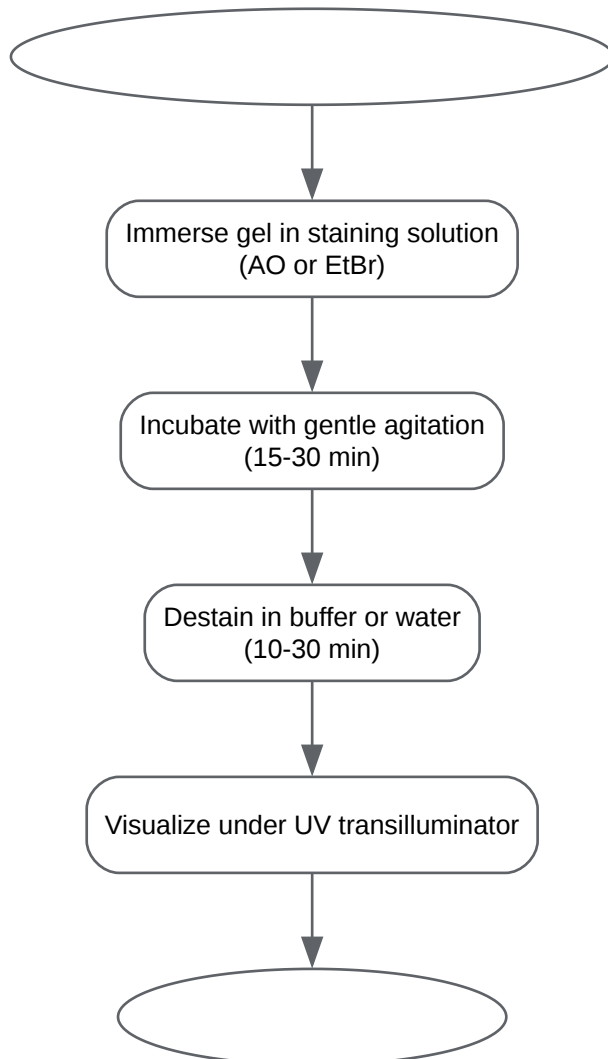 Immerse gel in staining solution
(AO or EtBr)
Incubate with gentle agitation
(15-30 min)
Destain in buffer or water
(10-30 min)
Visualize under UV transilluminator